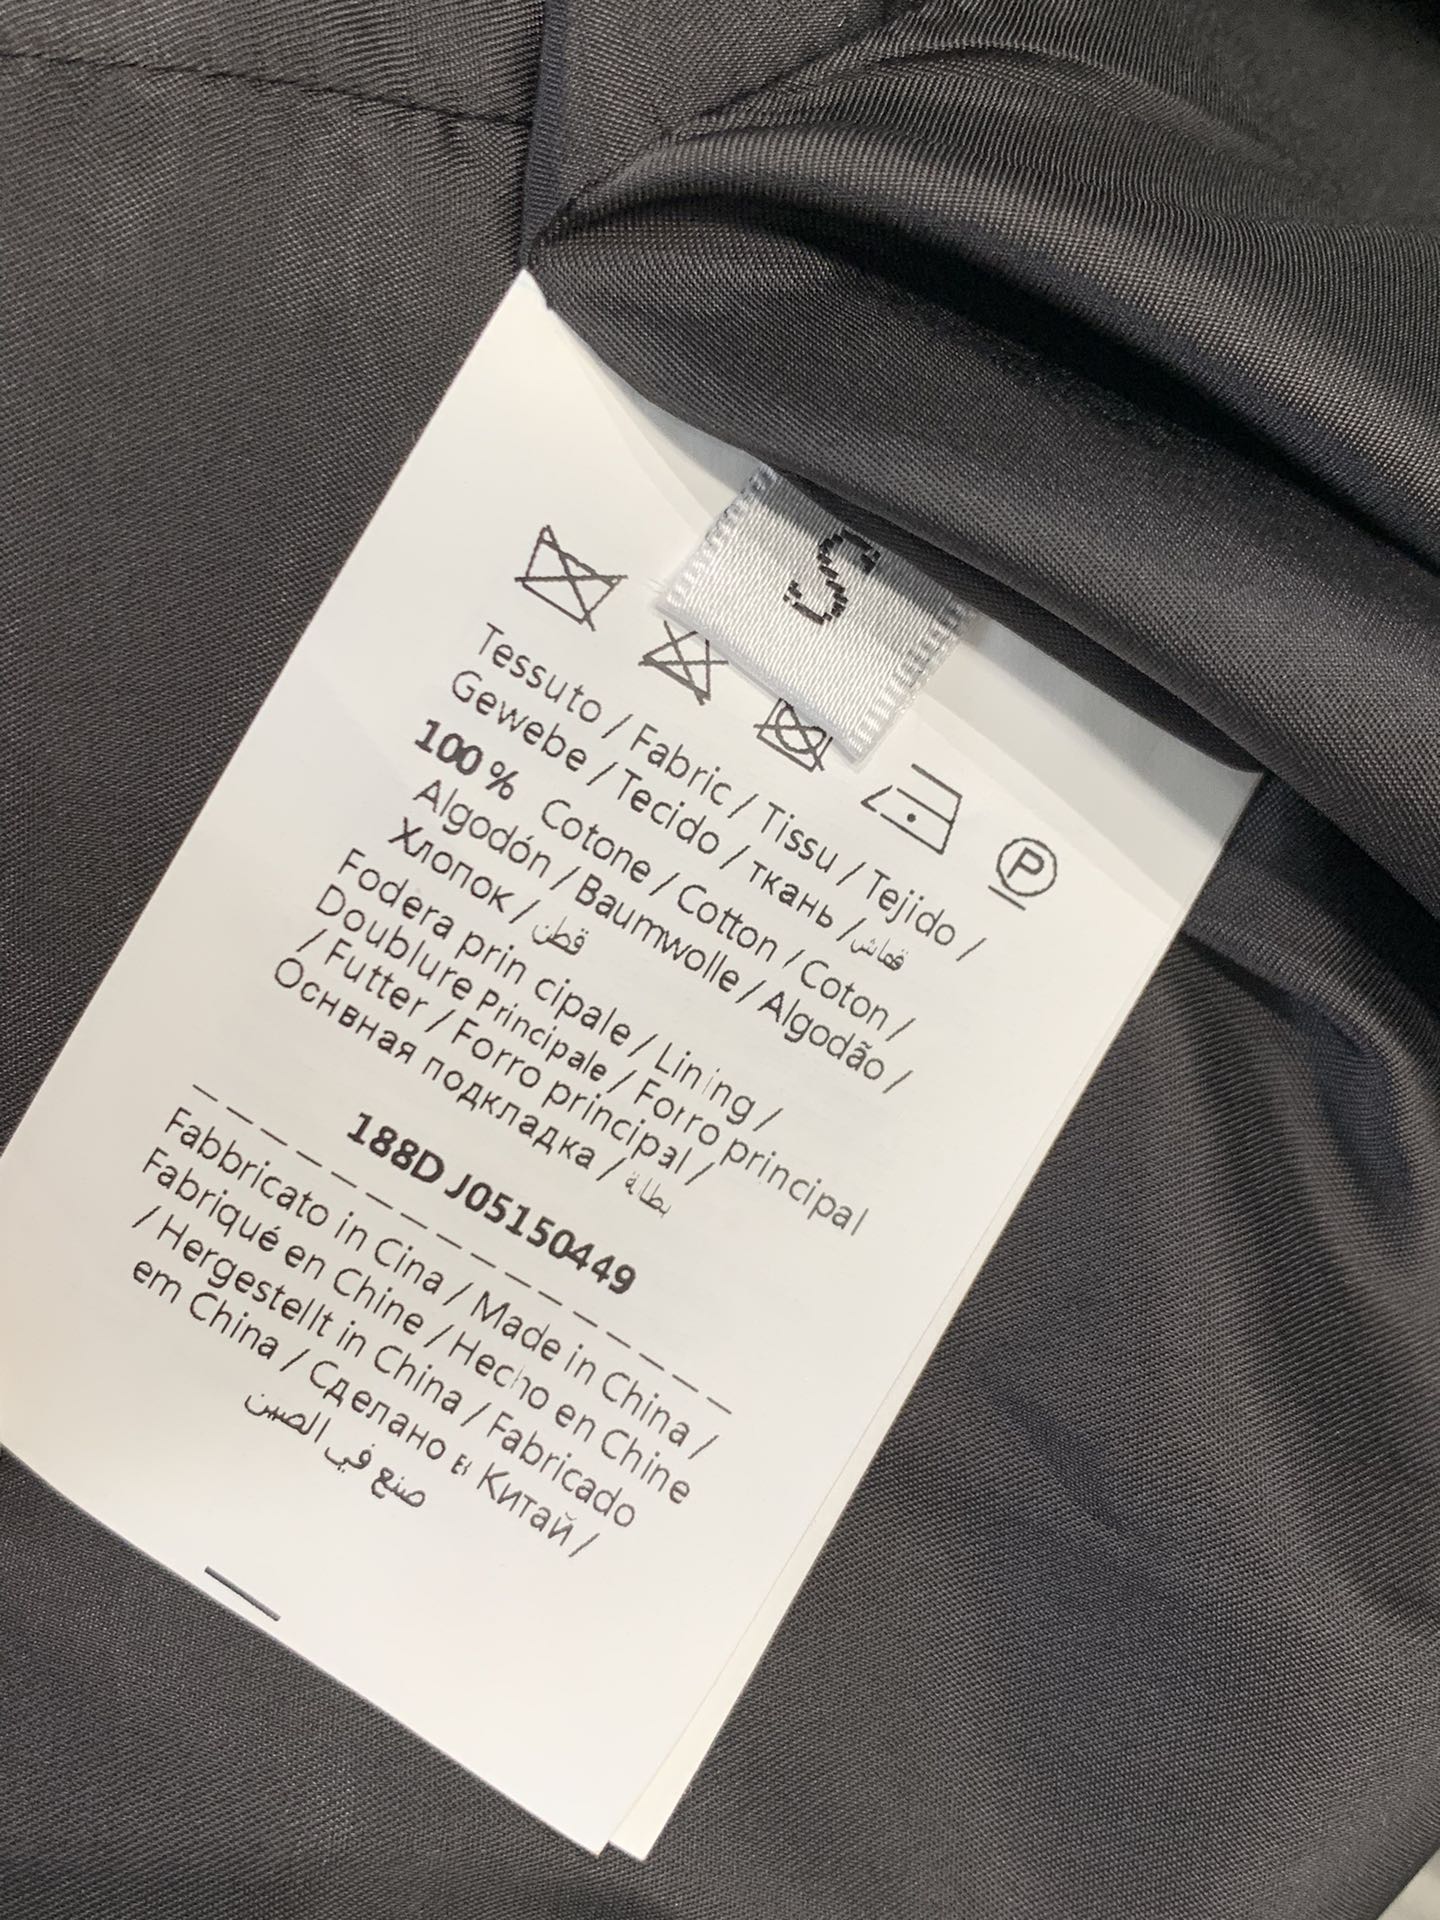 S
P
Tessuto / Fabric / Tissu / Tejido /
Gewebe / Tecido / ткань / قماش
100% Cotone / Cotton / Coton /
Algodón / Baumwolle / Algodão /
Хлопок / قطن
Fodera prin cipale / Lining /
Doublure Principale / Forro principal
/ Futter / Forro principal /
Оснвная подкладка / بطانة
188D J05150449
Fabbricato in Cina / Made in China /
Fabriqué en Chine / Hecho en Chine
/ Hergestellt in China / Fabricado
em China / Сделано в Китай /
صنع في الصين